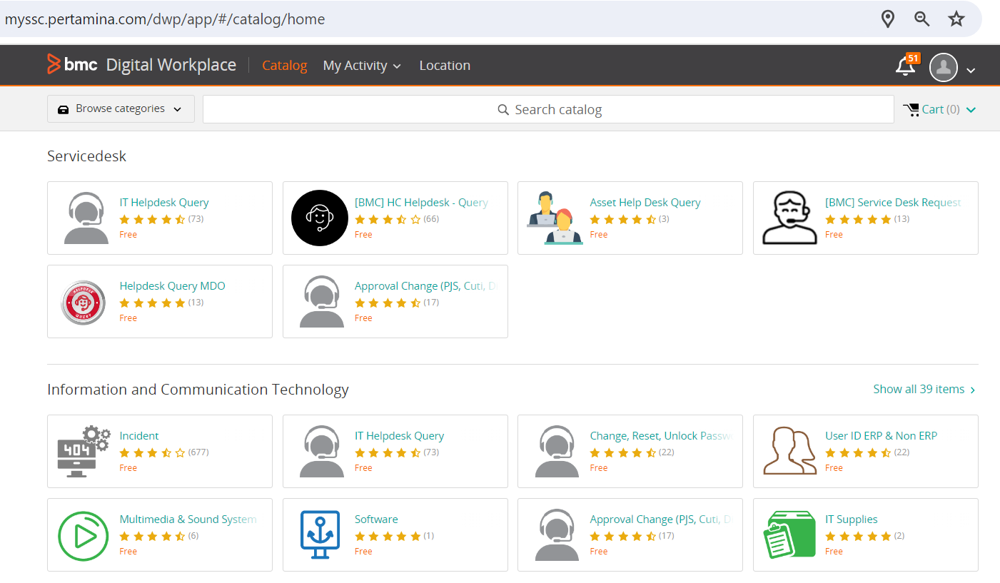 myssc.pertamina.com/dwp/app/#/catalog/home
bmc Digital Workplace Catalog My Activity Location 51
Browse categories Search catalog Cart (0)
Servicedesk
IT Helpdesk Query
(73)
Free
[BMC] HC Helpdesk - Query
(66)
Free
Asset Help Desk Query
(3)
Free
[BMC] Service Desk Request
(13)
Free
HELPDESK
QUERY
Helpdesk Query MDO
(13)
Free
Approval Change (PJS, Cuti, D
(17)
Free
Information and Communication Technology
Show all 39 items
404
Incident
(677)
Free
IT Helpdesk Query
(73)
Free
Change, Reset, Unlock Passwo
(22)
Free
User ID ERP & Non ERP
(22)
Free
Multimedia & Sound System
(6)
Free
Software
(1)
Free
Approval Change (PJS, Cuti, D
(17)
Free
IT Supplies
(2)
Free